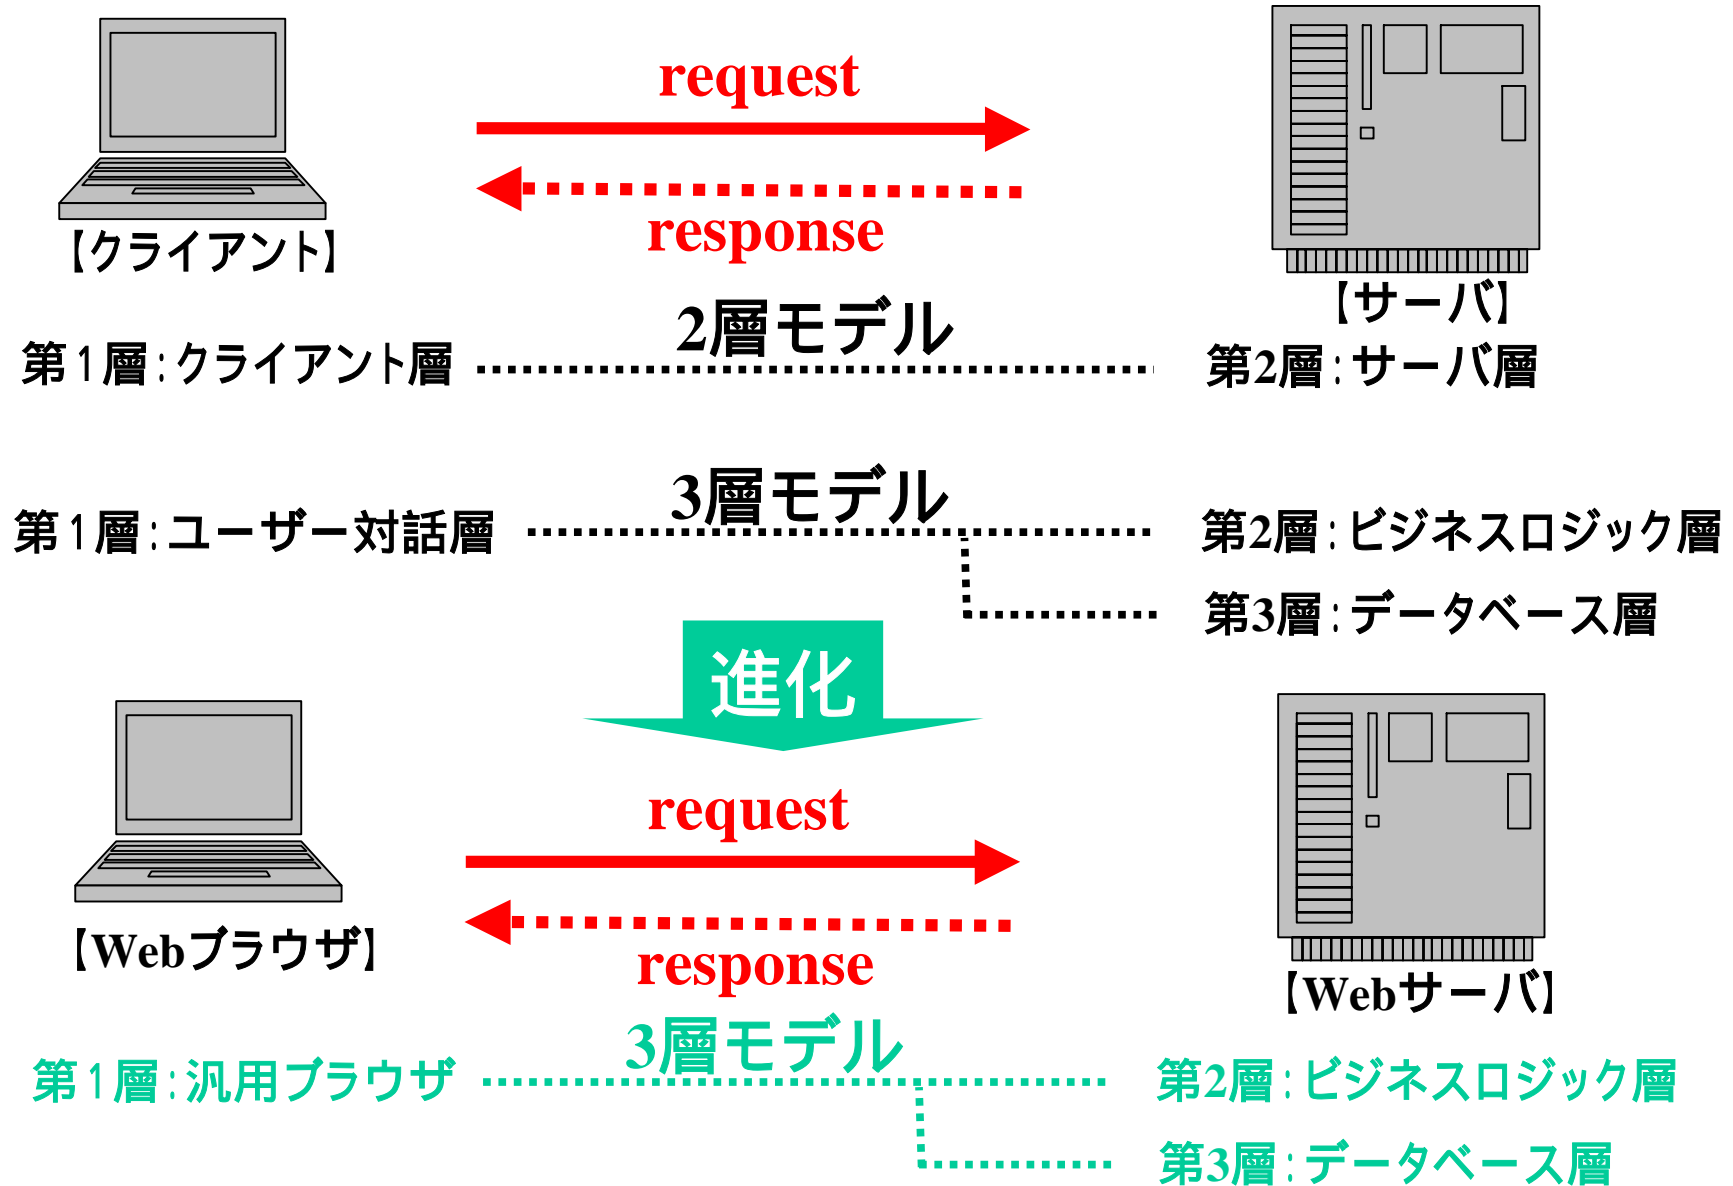 request
response
【クライアント】
【サーバ】
2層モデル
第1層:クライアント層
第2層:サーバ層
3層モデル
第1層:ユーザー対話層
第2層:ビジネスロジック層
第3層:データベース層
進化
request
response
【Webブラウザ】
【Webサーバ】
3層モデル
第1層:汎用ブラウザ
第2層:ビジネスロジック層
第3層:データベース層